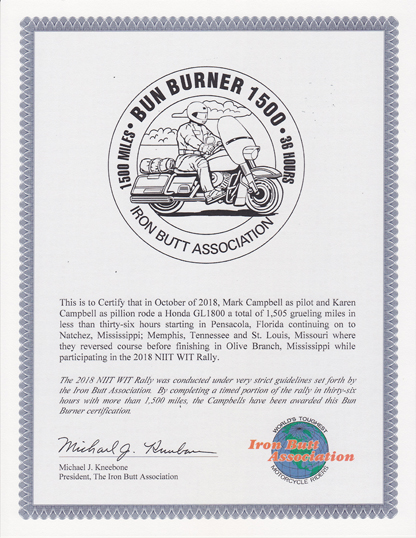 BUN BURNER 1500
1500 MILES • • 36 HOURS
IRON BUTT ASSOCIATION
This is to Certify that in October of 2018, Mark Campbell as pilot and Karen
Campbell as pillion rode a Honda GL1800 a total of 1,505 grueling miles in
less than thirty-six hours starting in Pensacola, Florida continuing on to
Natchez, Mississippi; Memphis, Tennessee and St. Louis, Missouri where
they reversed course before finishing in Olive Branch, Mississippi while
participating in the 2018 NIIT WIT Rally.
The 2018 NIIT WIT Rally was conducted under very strict guidelines set forth by
the Iron Butt Association. By completing a timed portion of the rally in thirty-six
hours with more than 1,500 miles, the Campbells have been awarded this Bun
Burner certification.
Michael J. Kneebone
Michael J. Kneebone
President, The Iron Butt Association
WORLD'S TOUGHEST
Iron Butt
Association
MOTORCYCLE RIDERS